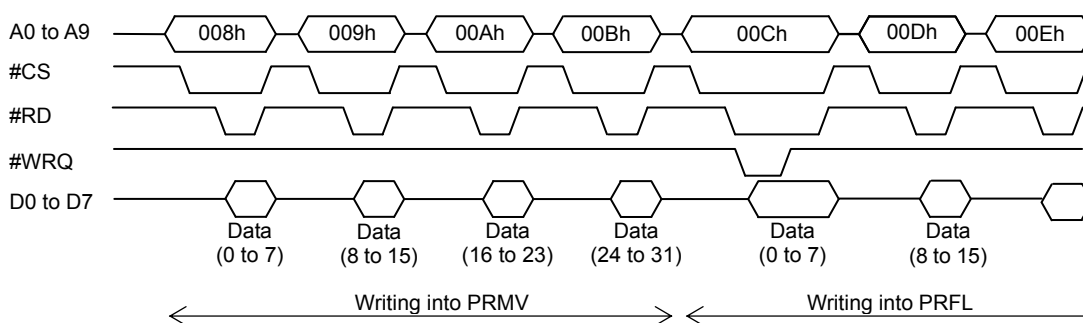 A0 to A9 008h 009h 00Ah 00Bh 00Ch 00Dh 00Eh
#CS
#RD
#WRQ
D0 to D7
Data Data Data Data Data Data
(0 to 7) (8 to 15) (16 to 23) (24 to 31) (0 to 7) (8 to 15)
Writing into PRMV Writing into PRFL